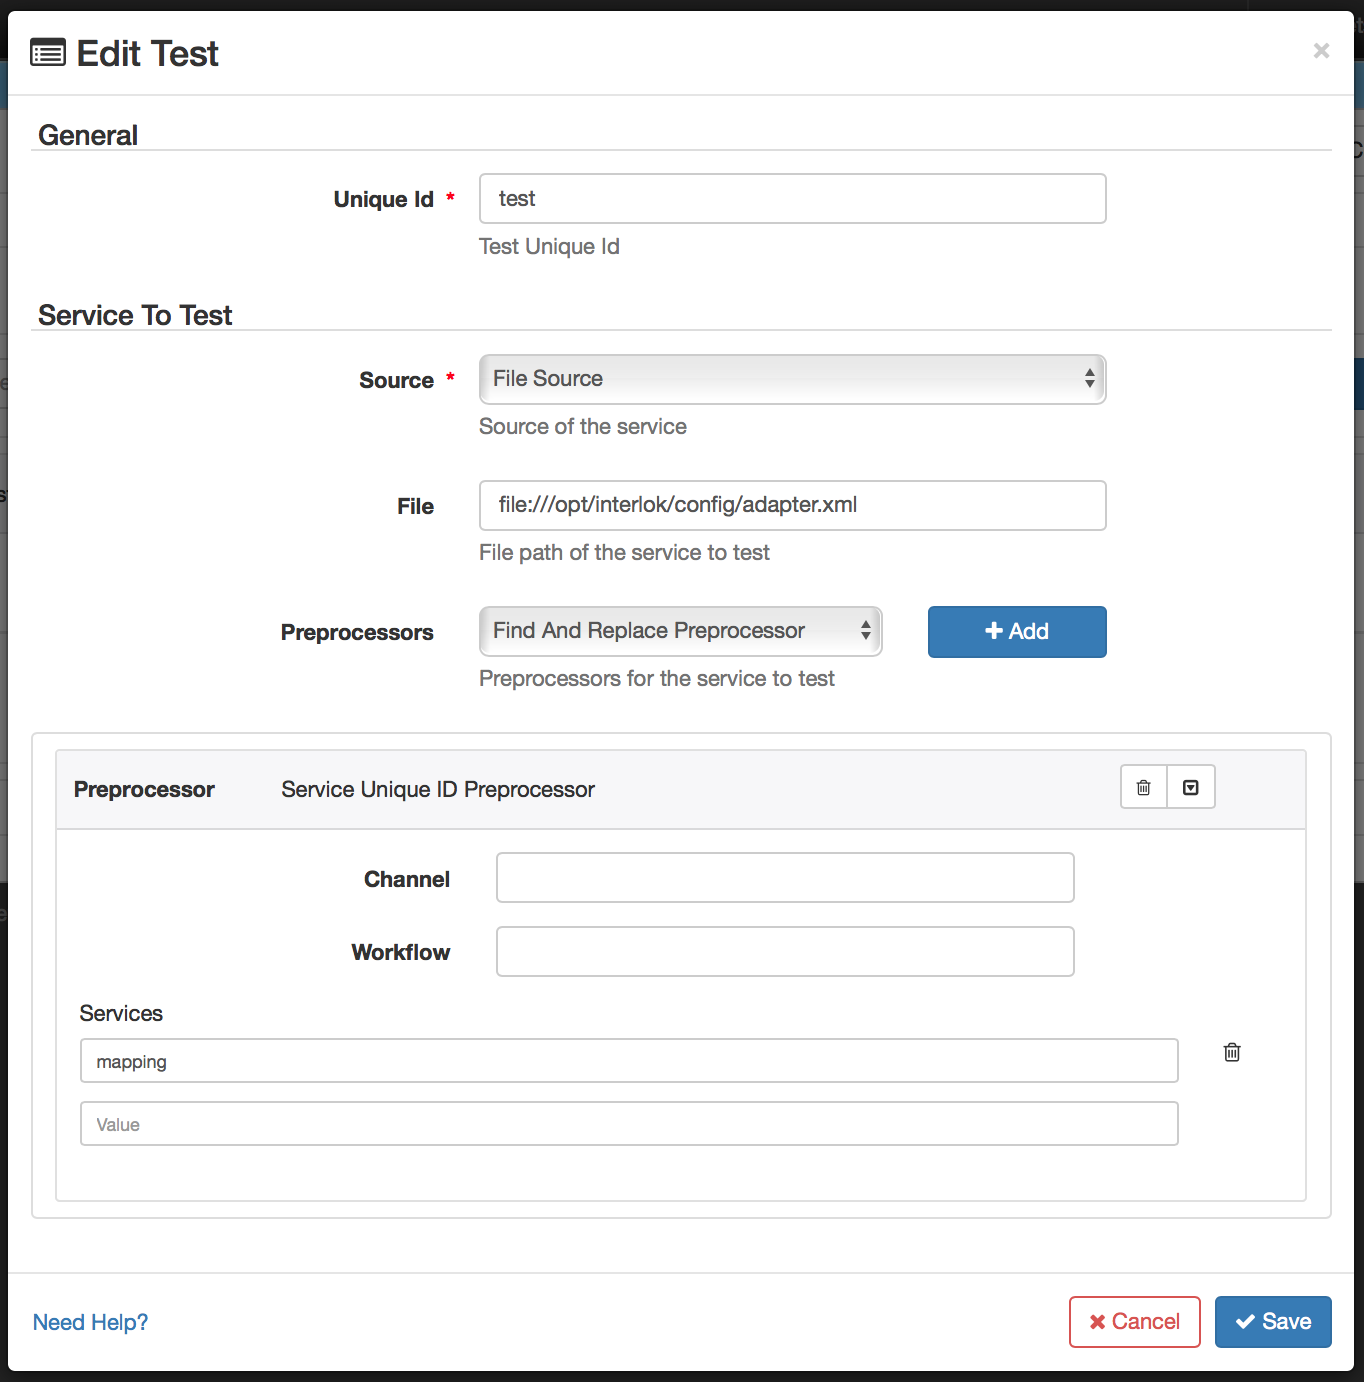 Edit Test
×
General
Unique Id *
test
Test Unique Id
Service To Test
Source *
File Source
Source of the service
File
file:///opt/interlok/config/adapter.xml
File path of the service to test
Preprocessors
Find And Replace Preprocessor
Add
Preprocessors for the service to test
Preprocessor
Service Unique ID Preprocessor
Channel
Workflow
Services
mapping
Value
Need Help?
Cancel
Save